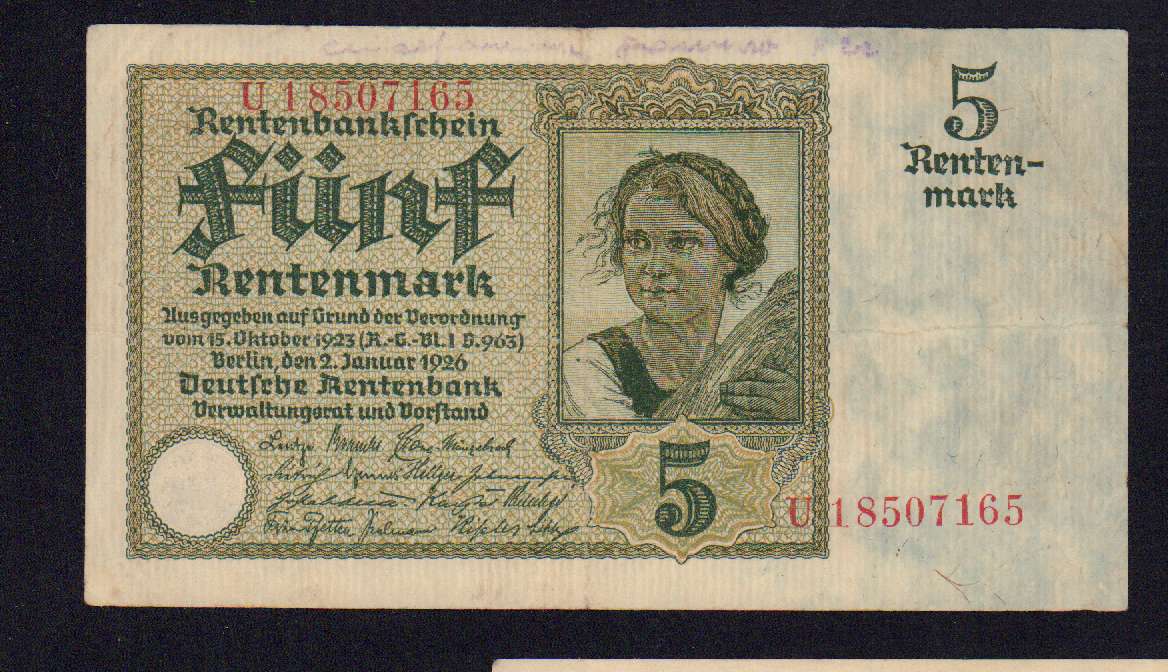 U 18507165
Rentenbankschein
Fünf
Rentenmark
Ausgegeben auf Grund der Verordnung
vom 15. Oktober 1923 (R.-G.-Bl. I S. 963)
Berlin, den 2. Januar 1926
Deutsche Rentenbank
Verwaltungsrat und Vorstand
5
5
Renten-
mark
U 18507165